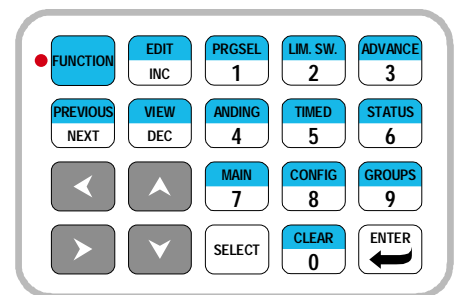 FUNCTION
EDIT
INC
PRGSEL
1
LIM. SW.
2
ADVANCE
3
PREVIOUS
NEXT
VIEW
DEC
ANDING
4
TIMED
5
STATUS
6
MAIN
7
CONFIG
8
GROUPS
9
SELECT
CLEAR
0
ENTER